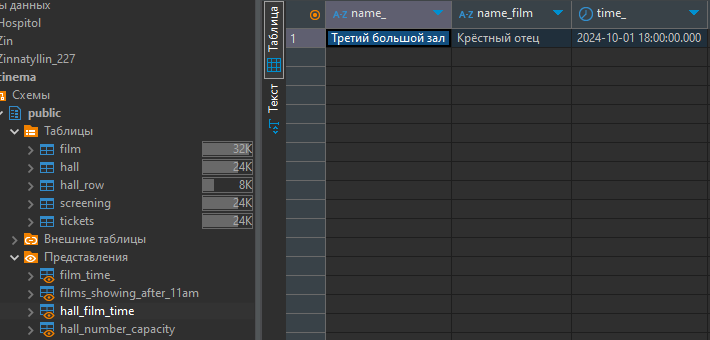 ы данных
Hospitol
Zin
Zinnatyllin_227
cinema
Схемы
public
Таблицы
film 32K
hall 24K
hall_row 8K
screening 24K
tickets 24K
Внешние таблицы
Представления
film_time_
films_showing_after_11am
hall_film_time
hall_number_capacity
Таблица
Текст
A-Z name_ A-Z name_film time_
1 Третий большой зал Крёстный отец 2024-10-01 18:00:00.000